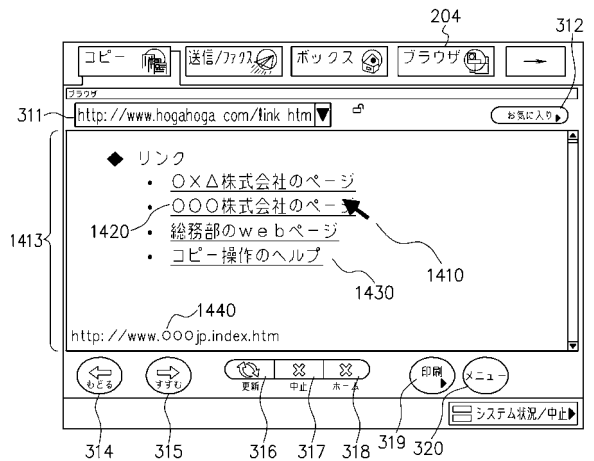 204
312
コピー 送信/ファクス ボックス ブラウザ →
ブラウザ
311 http://www.hogahoga com/link htm お気に入り
◆ リンク
・ ○×△株式会社のページ
・ ○○○株式会社のページ
・ 総務部のwebページ
・ コピー操作のヘルプ
1413
1420
1410
1430
1440
http://www.○○○jp.index.htm
もどる すすむ 更新 中止 ホーム 印刷 メニュー
システム状況/中止
314 315 316 317 318 319 320